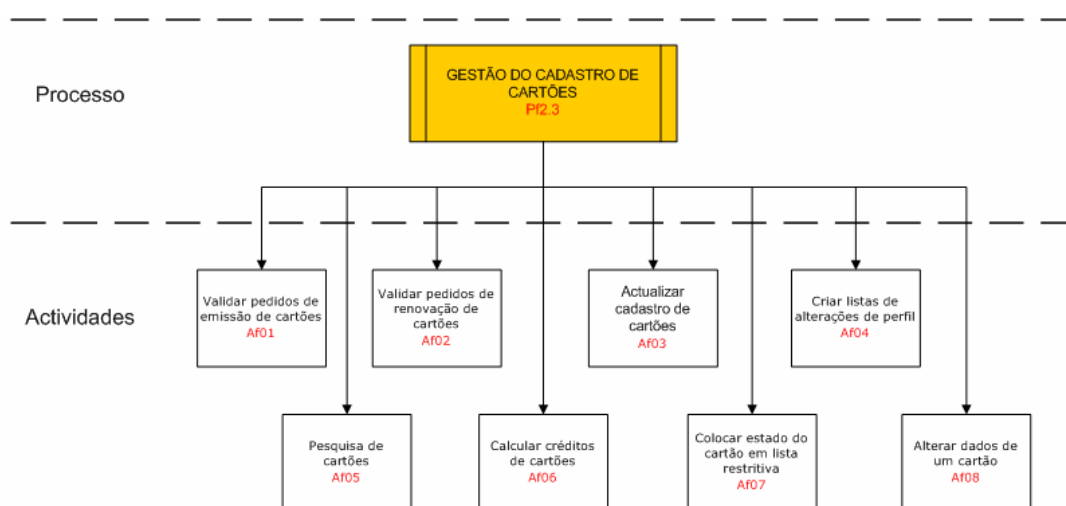 Processo
GESTÃO DO CADASTRO DE
CARTÕES
Pf2.3
Actividades
Validar pedidos de
emissão de cartões
Af01
Validar pedidos de
renovação de
cartões
Af02
Actualizar
cadastro de
cartões
Af03
Criar listas de
alterações de perfil
Af04
Pesquisa de
cartões
Af05
Calcular créditos
de cartões
Af06
Colocar estado do
cartão em lista
restritiva
Af07
Alterar dados de
um cartão
Af08